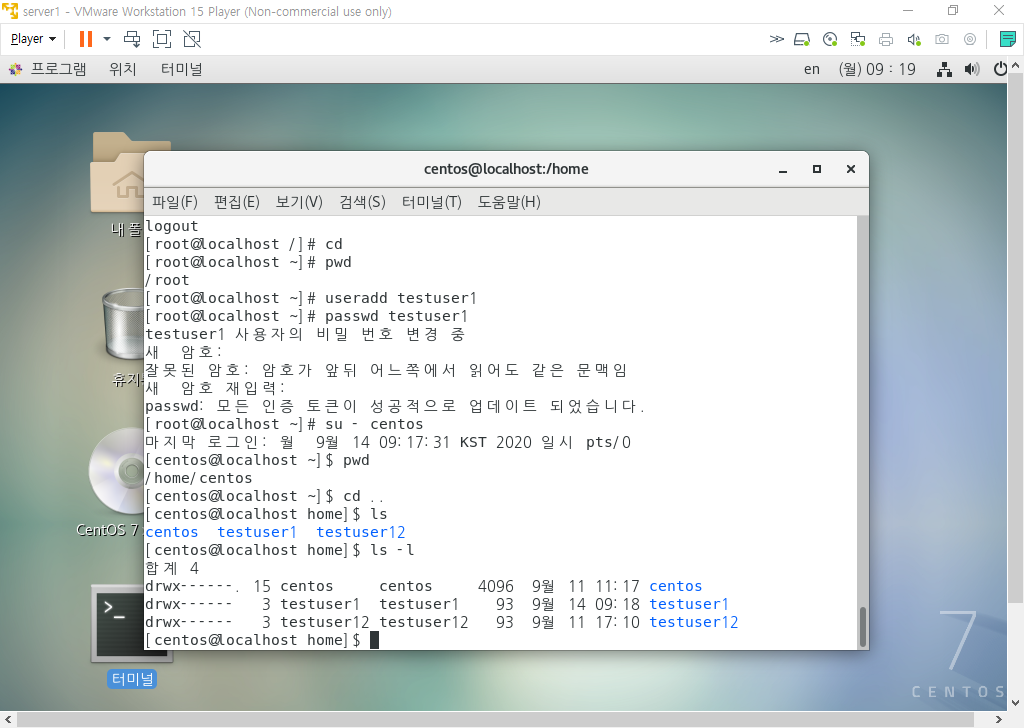 server1 - VMware Workstation 15 Player (Non-commercial use only)
Player
프로그램 위치 터미널 en (월) 09 : 19
centos@localhost:/home
파일(F) 편집(E) 보기(V) 검색(S) 터미널(T) 도움말(H)
logout
[root@localhost /]# cd
[root@localhost ~]# pwd
/root
[root@localhost ~]# useradd testuser1
[root@localhost ~]# passwd testuser1
testuser1 사용자의 비밀 번호 변경 중
새 암호:
잘못된 암호: 암호가 앞뒤 어느쪽에서 읽어도 같은 문맥임
새 암호 재입력:
passwd: 모든 인증 토큰이 성공적으로 업데이트 되었습니다.
[root@localhost ~]# su - centos
마지막 로그인: 월 9월 14 09:17:31 KST 2020 일시 pts/0
[centos@localhost ~]$ pwd
/home/centos
[centos@localhost ~]$ cd ..
[centos@localhost home]$ ls
centos testuser1 testuser12
[centos@localhost home]$ ls -l
합계 4
drwx------. 15 centos centos 4096 9월 11 11:17 centos
drwx------ 3 testuser1 testuser1 93 9월 14 09:18 testuser1
drwx------ 3 testuser12 testuser12 93 9월 11 17:10 testuser12
[centos@localhost home]$
내 폴
휴지
CentOS 7
>_
터미널
7
CENTOS